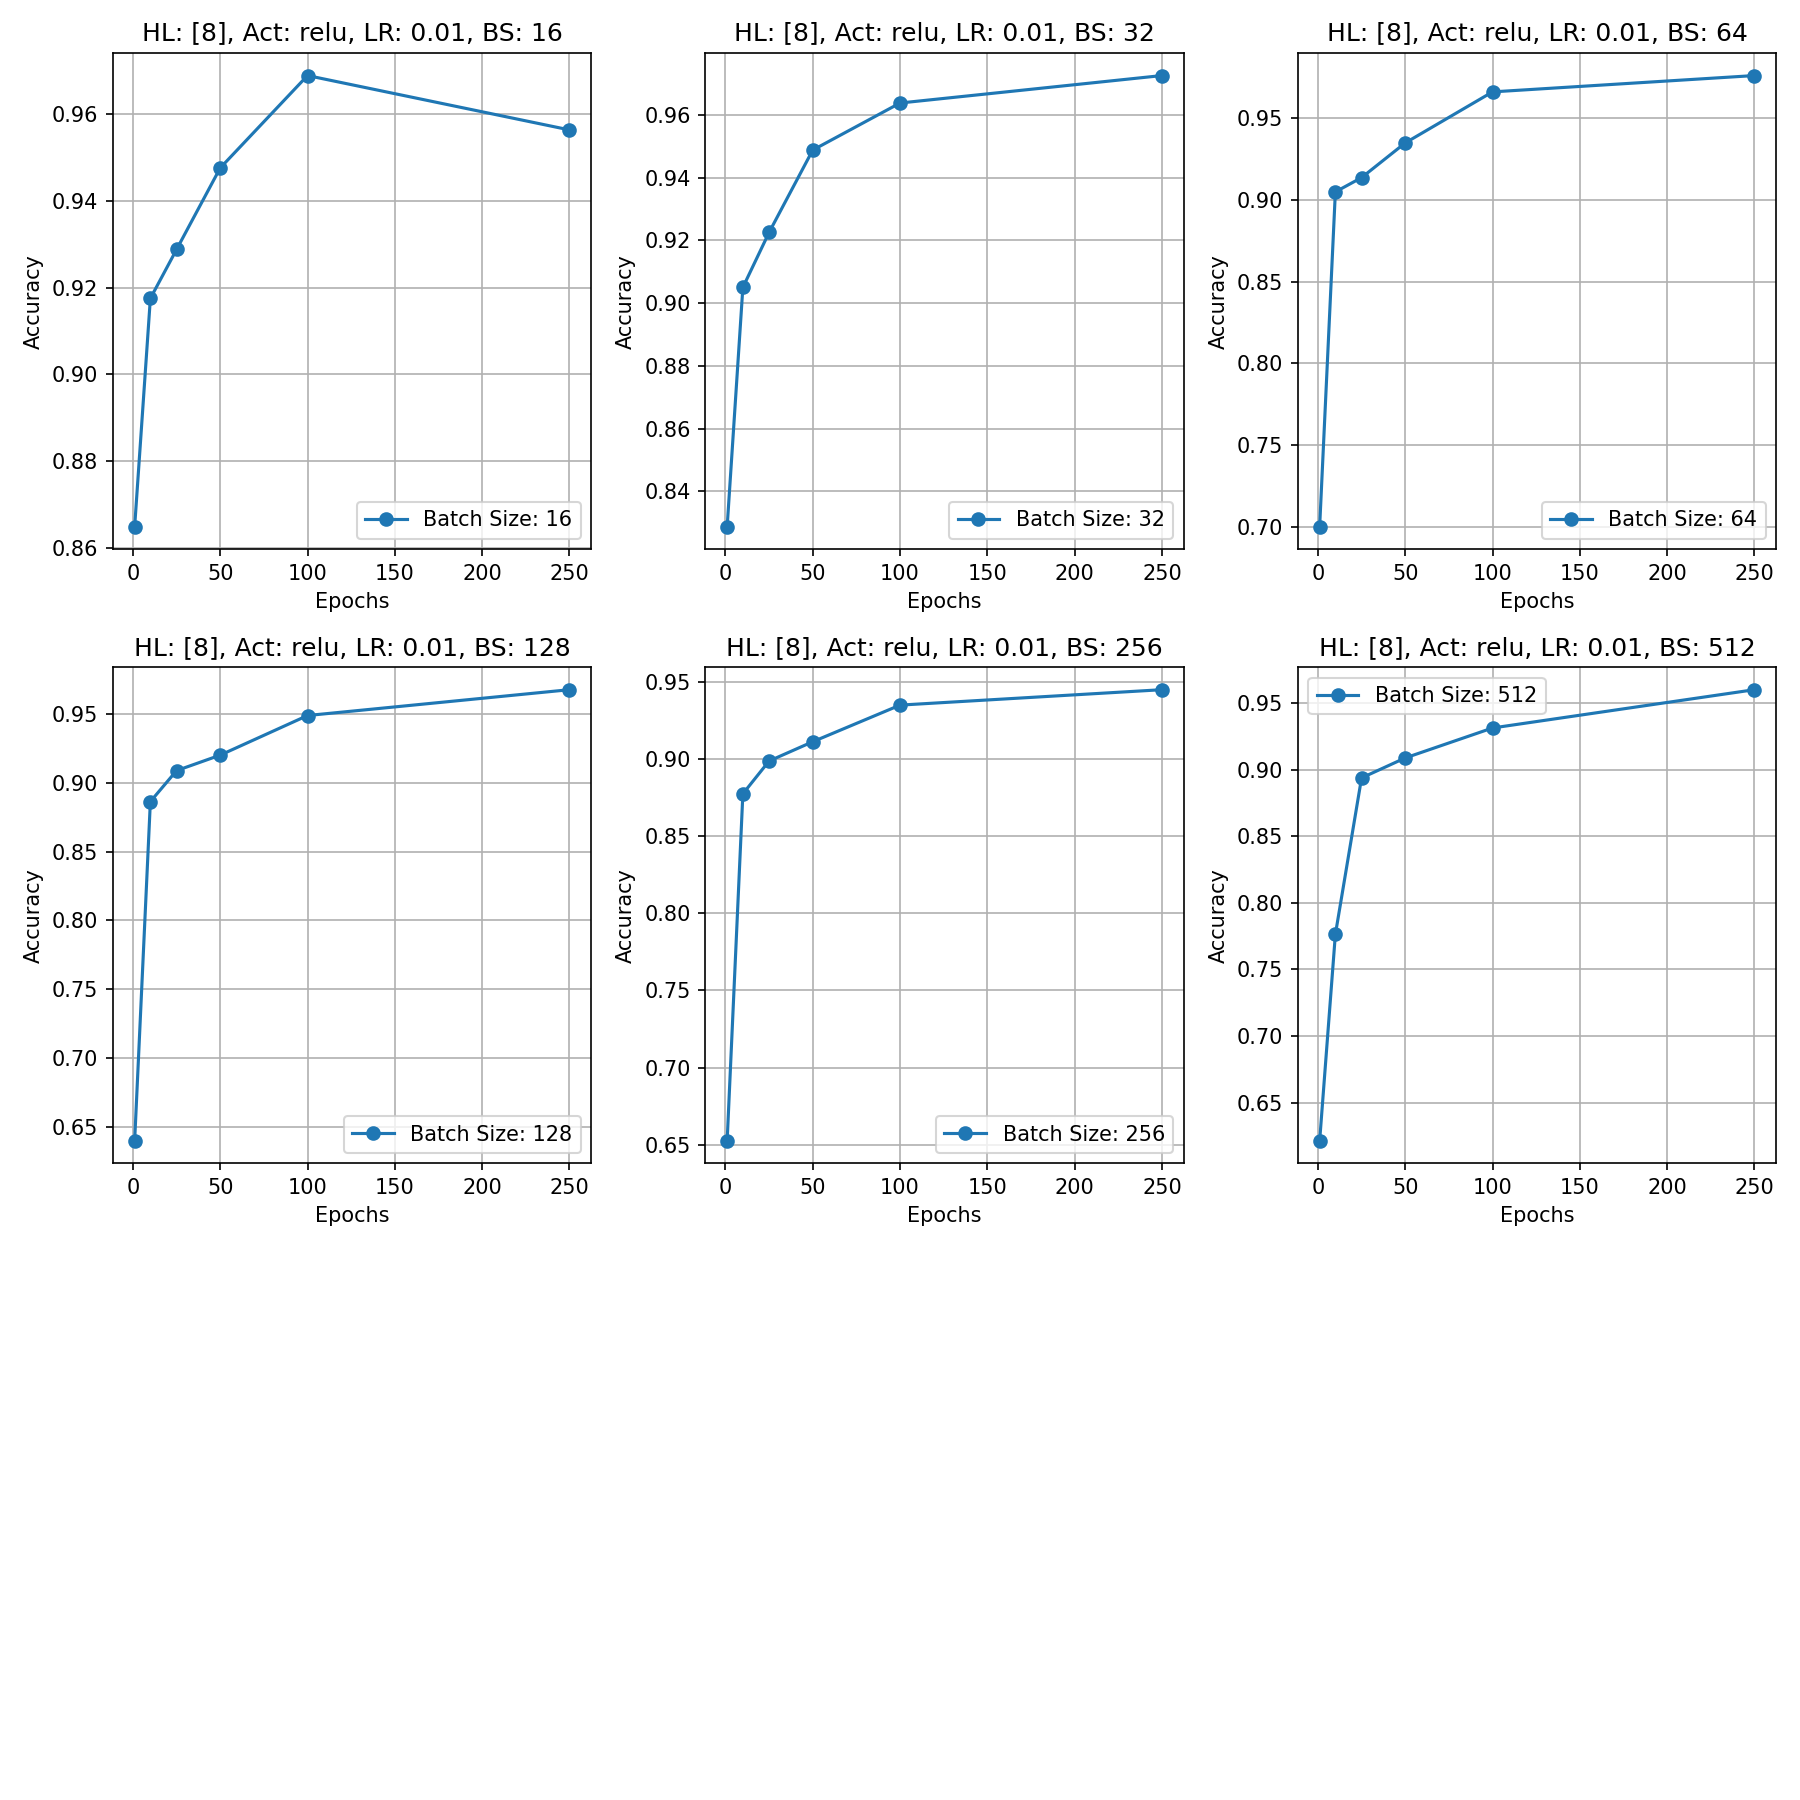 HL: [8], Act: relu, LR: 0.01, BS: 16
Accuracy
0.96
0.94
0.92
0.90
0.88
0.86
Batch Size: 16
0 50 100 150 200 250
Epochs
HL: [8], Act: relu, LR: 0.01, BS: 32
Accuracy
0.96
0.94
0.92
0.90
0.88
0.86
0.84
Batch Size: 32
0 50 100 150 200 250
Epochs
HL: [8], Act: relu, LR: 0.01, BS: 64
Accuracy
0.95
0.90
0.85
0.80
0.75
0.70
Batch Size: 64
0 50 100 150 200 250
Epochs
HL: [8], Act: relu, LR: 0.01, BS: 128
Accuracy
0.95
0.90
0.85
0.80
0.75
0.70
0.65
Batch Size: 128
0 50 100 150 200 250
Epochs
HL: [8], Act: relu, LR: 0.01, BS: 256
Accuracy
0.95
0.90
0.85
0.80
0.75
0.70
0.65
Batch Size: 256
0 50 100 150 200 250
Epochs
HL: [8], Act: relu, LR: 0.01, BS: 512
Batch Size: 512
Accuracy
0.95
0.90
0.85
0.80
0.75
0.70
0.65
0 50 100 150 200 250
Epochs